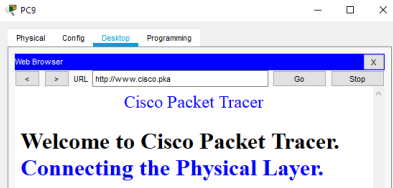 PC9
Physical Config Desktop Programming
Web Browser X
< > URL http://www.cisco.pka Go Stop
Cisco Packet Tracer
Welcome to Cisco Packet Tracer.
Connecting the Physical Layer.